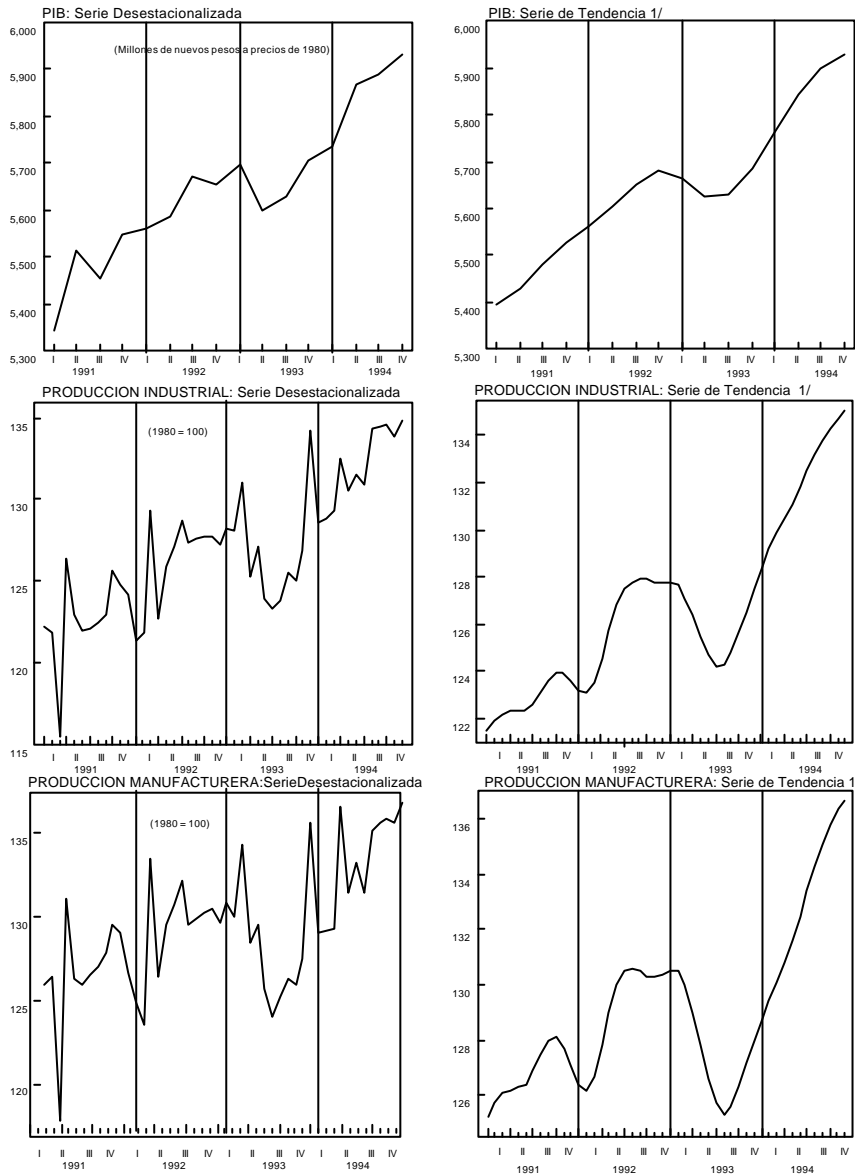 PIB: Serie Desestacionalizada
(Millones de nuevos pesos a precios de 1980)
6,000
5,900
5,800
5,700
5,600
5,500
5,400
5,300
I II III IV I II III IV I II III IV I II III IV
1991 1992 1993 1994
PIB: Serie de Tendencia 1/
6,000
5,900
5,800
5,700
5,600
5,500
5,400
5,300
I II III IV I II III IV I II III IV I II III IV
1991 1992 1993 1994
PRODUCCION INDUSTRIAL: Serie Desestacionalizada
(1980 = 100)
135
130
125
120
115
I II III IV I II III IV I II III IV I II III IV
1991 1992 1993 1994
PRODUCCION INDUSTRIAL: Serie de Tendencia 1/
134
132
130
128
126
124
122
I II III IV I II III IV I II III IV I II III IV
1991 1992 1993 1994
PRODUCCION MANUFACTURERA:SerieDesestacionalizada
(1980 = 100)
135
130
125
120
I II III IV I II III IV I II III IV I II III IV
1991 1992 1993 1994
PRODUCCION MANUFACTURERA: Serie de Tendencia 1
136
134
132
130
128
126
I II III IV I II III IV I II III IV I II III IV
1991 1992 1993 1994